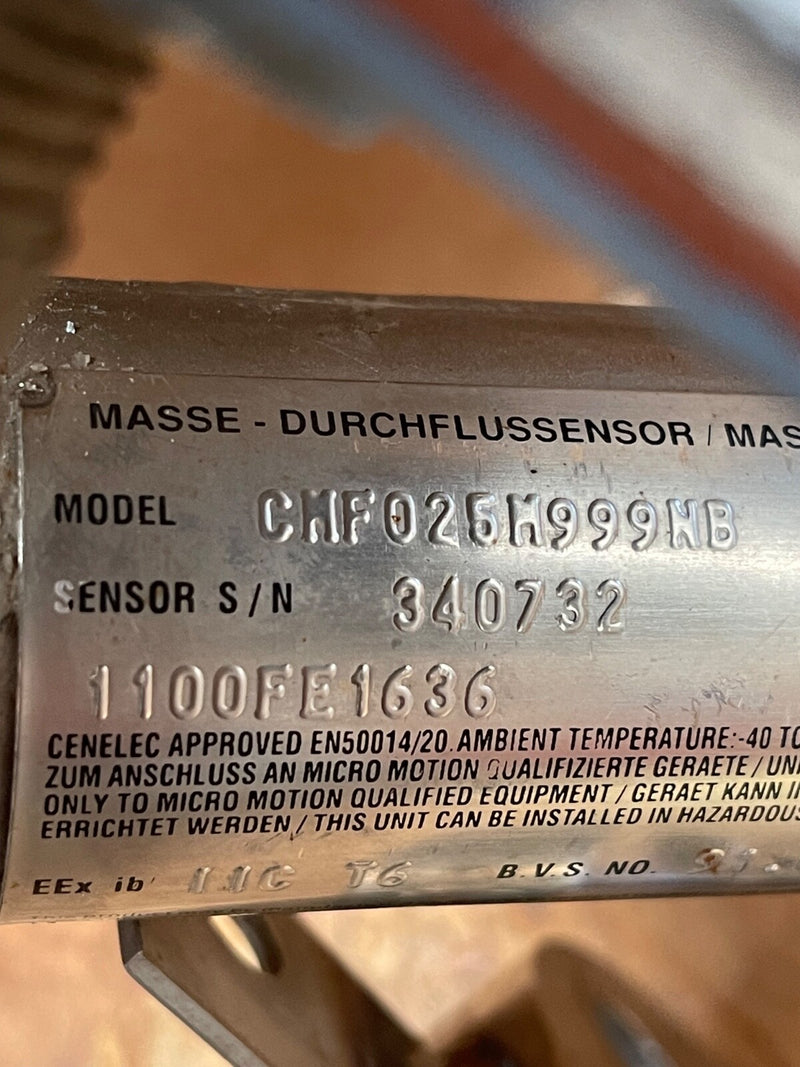 MASSE - DURCHFLUSSENSOR / MAS
MODEL CMF025M999NB
SENSOR S/N 340732
1100FE1636
CENELEC APPROVED EN50014/20. AMBIENT TEMPERATURE:-40 TO
ZUM ANSCHLUSS AN MICRO MOTION QUALIFIZIERTE GERAETE / UNI
ONLY TO MICRO MOTION QUALIFIED EQUIPMENT / GERAET KANN
ERRICHTET WERDEN / THIS UNIT CAN BE INSTALLED IN HAZARDOUS
EEx ib IIC T6 B.V.S. NO.